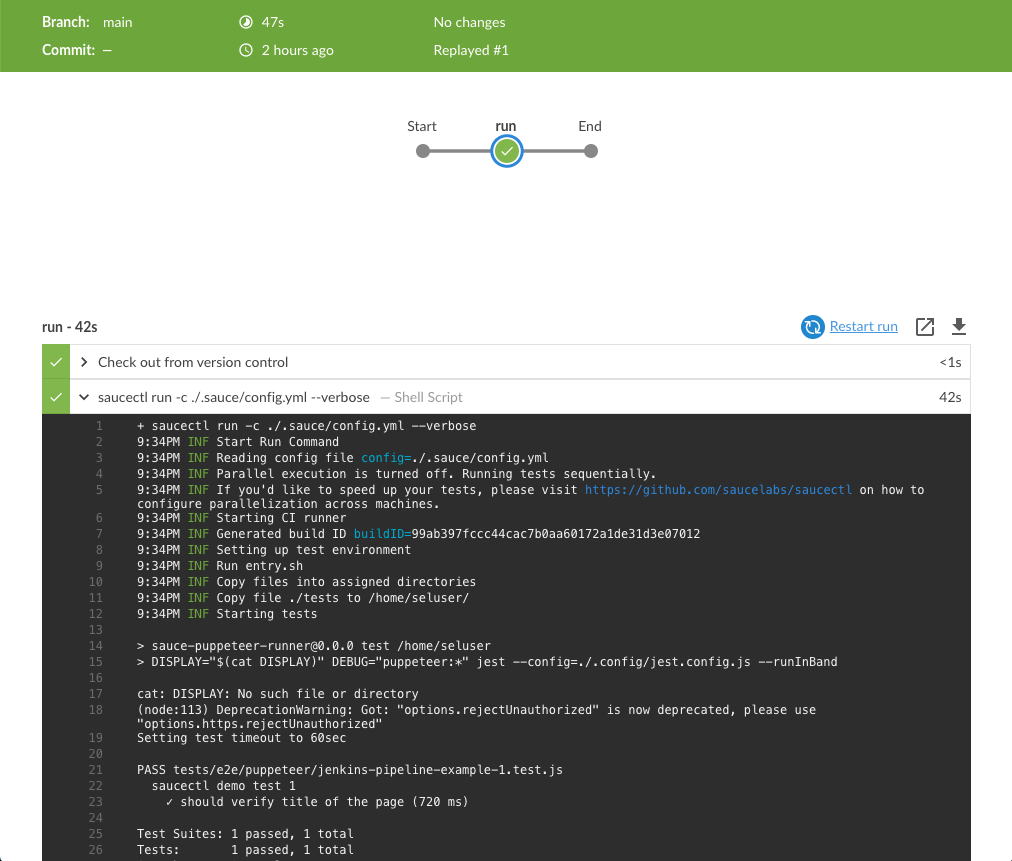 Branch: main 47s No changes
Commit: — 2 hours ago Replayed #1
Start run End
run - 42s Restart run
Check out from version control <1s
saucectl run -c ./.sauce/config.yml --verbose — Shell Script 42s
1 + saucectl run -c ./.sauce/config.yml --verbose
2 9:34PM INF Start Run Command
3 9:34PM INF Reading config file config=./.sauce/config.yml
4 9:34PM INF Parallel execution is turned off. Running tests sequentially.
5 9:34PM INF If you'd like to speed up your tests, please visit https://github.com/saucelabs/saucectl on how to
configure parallelization across machines.
6 9:34PM INF Starting CI runner
7 9:34PM INF Generated build ID buildID=99ab397fccc44cac7b0aa60172a1de31d3e07012
8 9:34PM INF Setting up test environment
9 9:34PM INF Run entry.sh
10 9:34PM INF Copy files into assigned directories
11 9:34PM INF Copy file ./tests to /home/seluser/
12 9:34PM INF Starting tests
13
14 > sauce-puppeteer-runner@0.0.0 test /home/seluser
15 > DISPLAY="$(cat DISPLAY)" DEBUG="puppeteer:*" jest --config=./.config/jest.config.js --runInBand
16
17 cat: DISPLAY: No such file or directory
18 (node:113) DeprecationWarning: Got: "options.rejectUnauthorized" is now deprecated, please use
"options.https.rejectUnauthorized"
19 Setting test timeout to 60sec
20
21 PASS tests/e2e/puppeteer/jenkins-pipeline-example-1.test.js
22 saucectl demo test 1
23 ✓ should verify title of the page (720 ms)
24
25 Test Suites: 1 passed, 1 total
26 Tests: 1 passed, 1 total